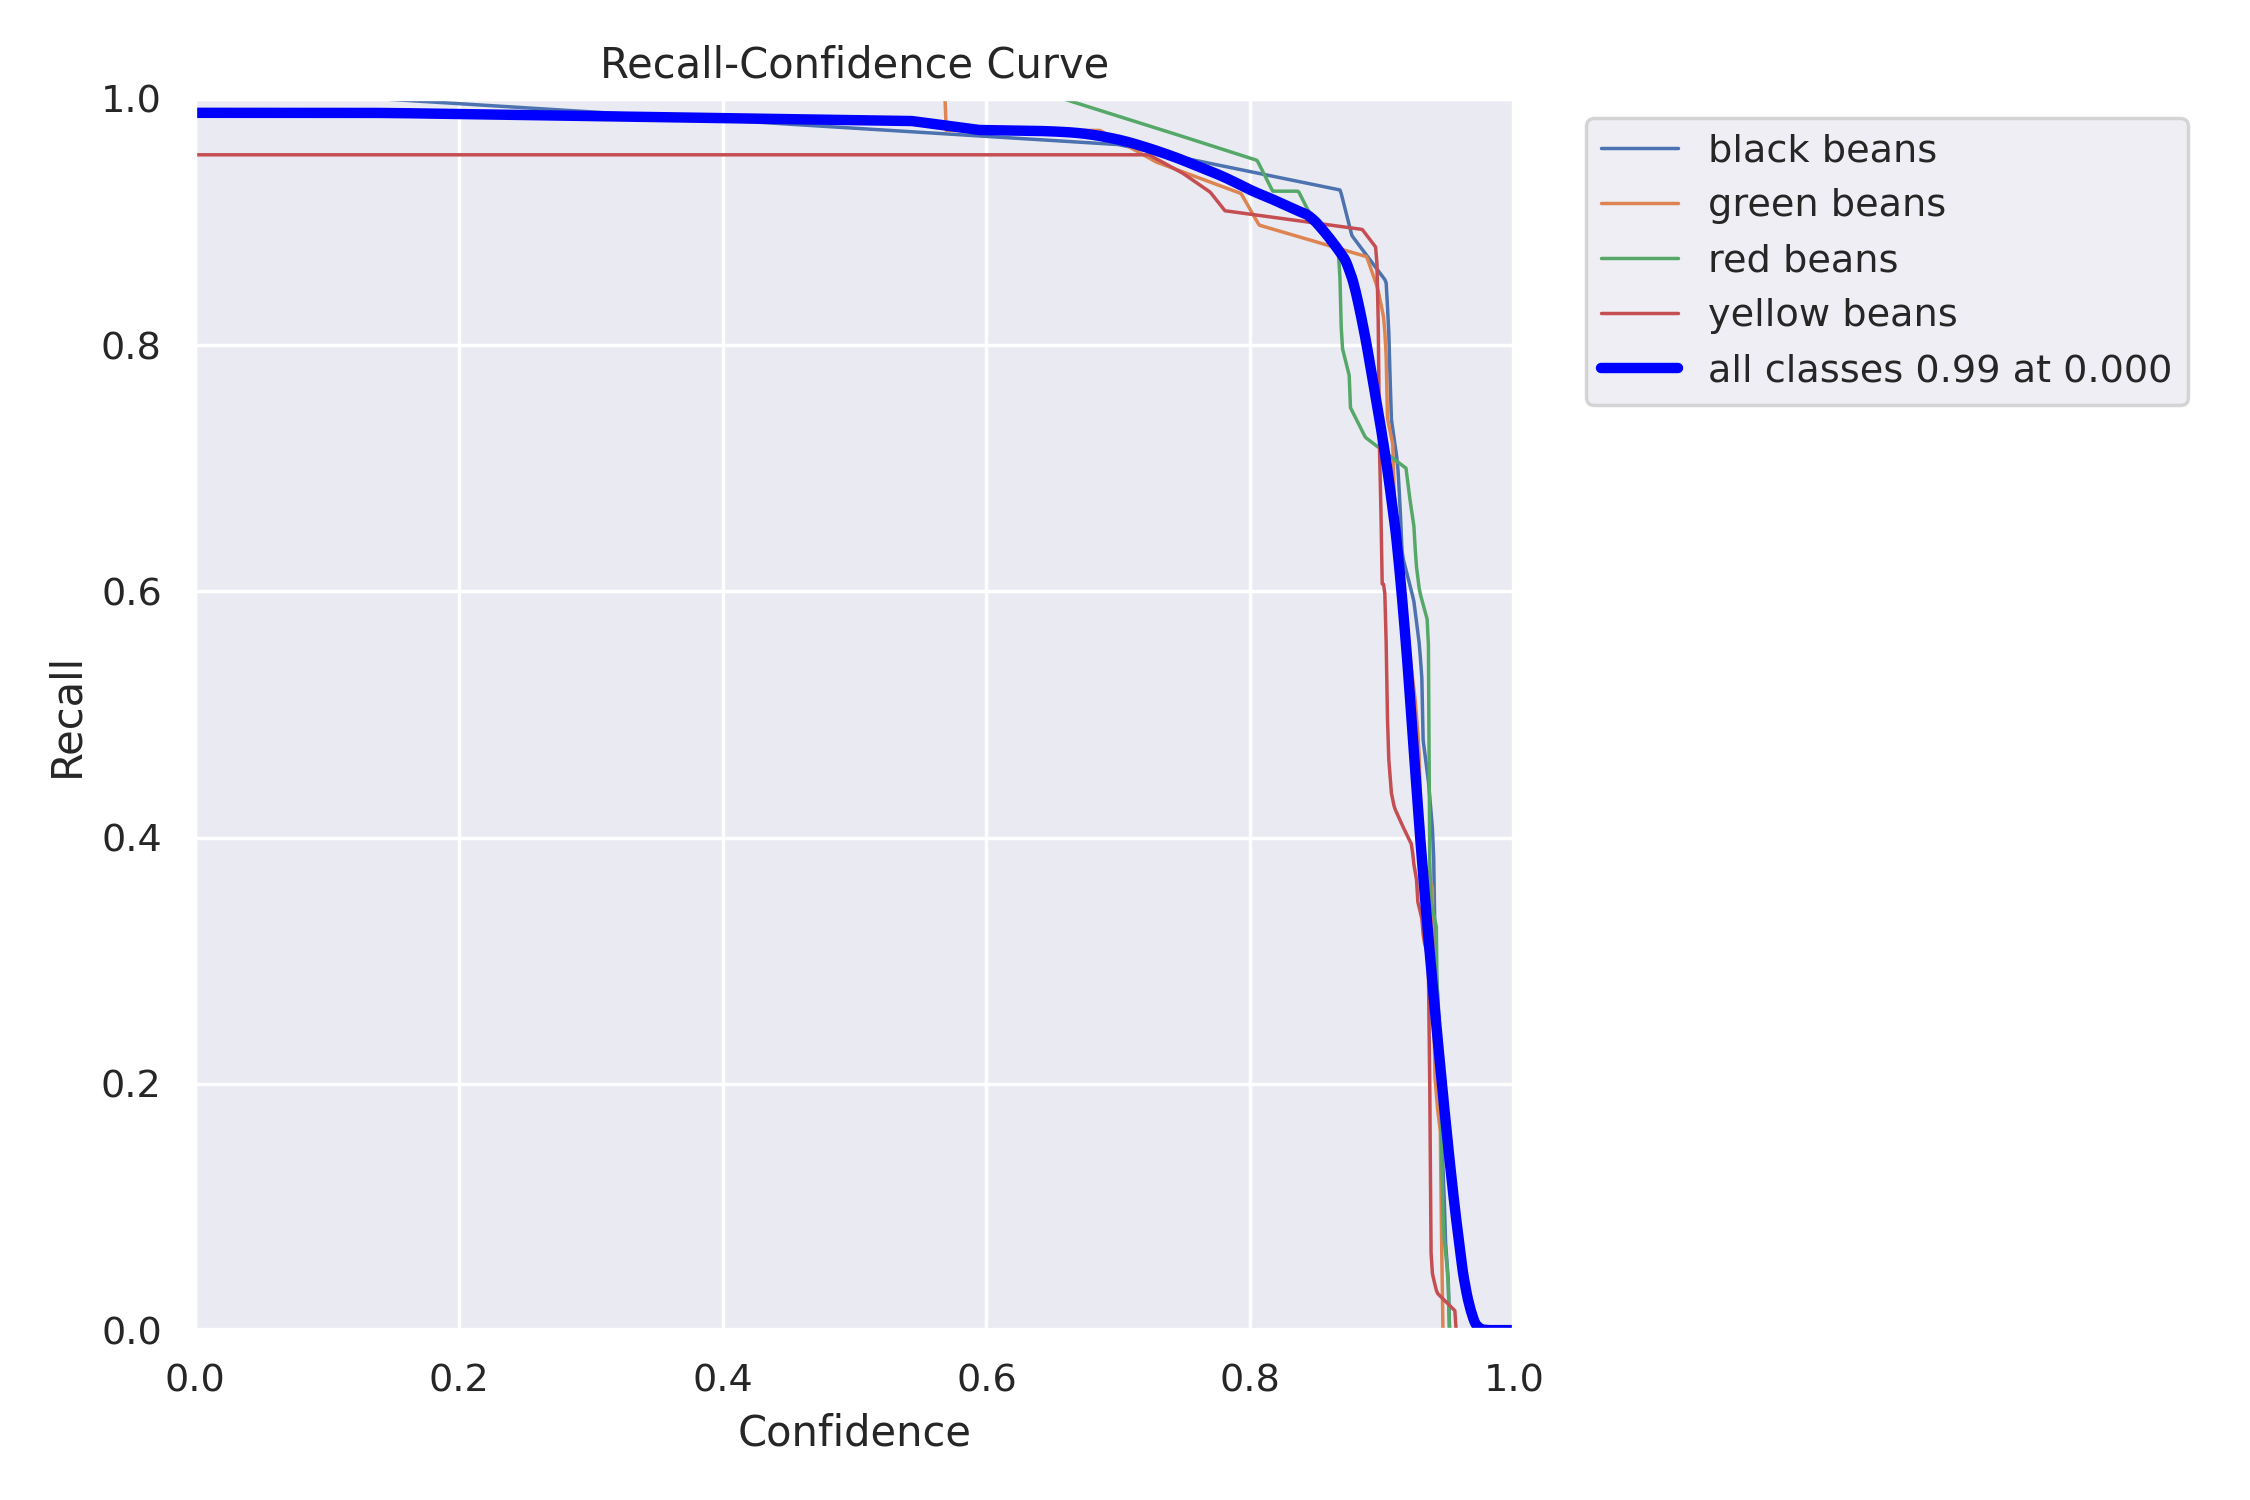 Recall-Confidence Curve
1.0
0.8
0.6
0.4
0.2
0.0
Recall
0.0 0.2 0.4 0.6 0.8 1.0
Confidence
black beans
green beans
red beans
yellow beans
all classes 0.99 at 0.000